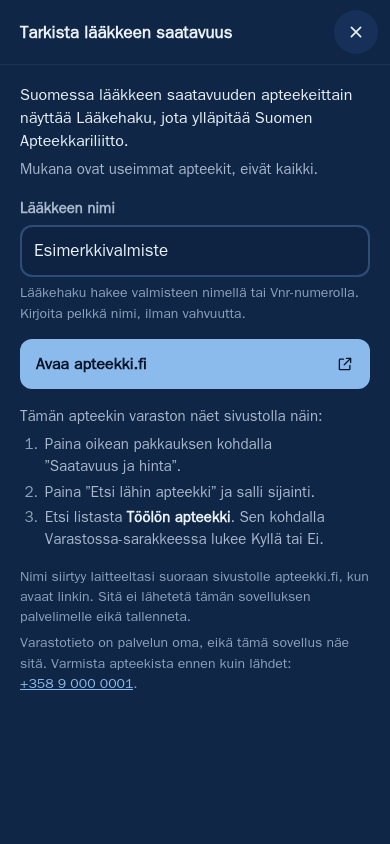 Tarkista lääkkeen saatavuus
Suomessa lääkkeen saatavuuden apteekeittain
näyttää Lääkehaku, jota ylläpitää Suomen
Apteekkariliitto.
Mukana ovat useimmat apteekit, eivät kaikki.
Lääkkeen nimi
Esimerkkivalmiste
Lääkehaku hakee valmisteen nimellä tai Vnr-numerolla.
Kirjoita pelkkä nimi, ilman vahvuutta.
Avaa apteekki.fi
Tämän apteekin varaston näet sivustolla näin:
1. Paina oikean pakkauksen kohdalla
"Saatavuus ja hinta".
2. Paina "Etsi lähin apteekki" ja salli sijainti.
3. Etsi listasta Töölön apteekki. Sen kohdalla
Varastossa-sarakkeessa lukee Kyllä tai Ei.
Nimi siirtyy laitteeltasi suoraan sivustolle apteekki.fi, kun
avaat linkin. Sitä ei lähetetä tämän sovelluksen
palvelimelle eikä tallenneta.
Varastotieto on palvelun oma, eikä tämä sovellus näe
sitä. Varmista apteekista ennen kuin lähdet:
+358 9 000 0001.